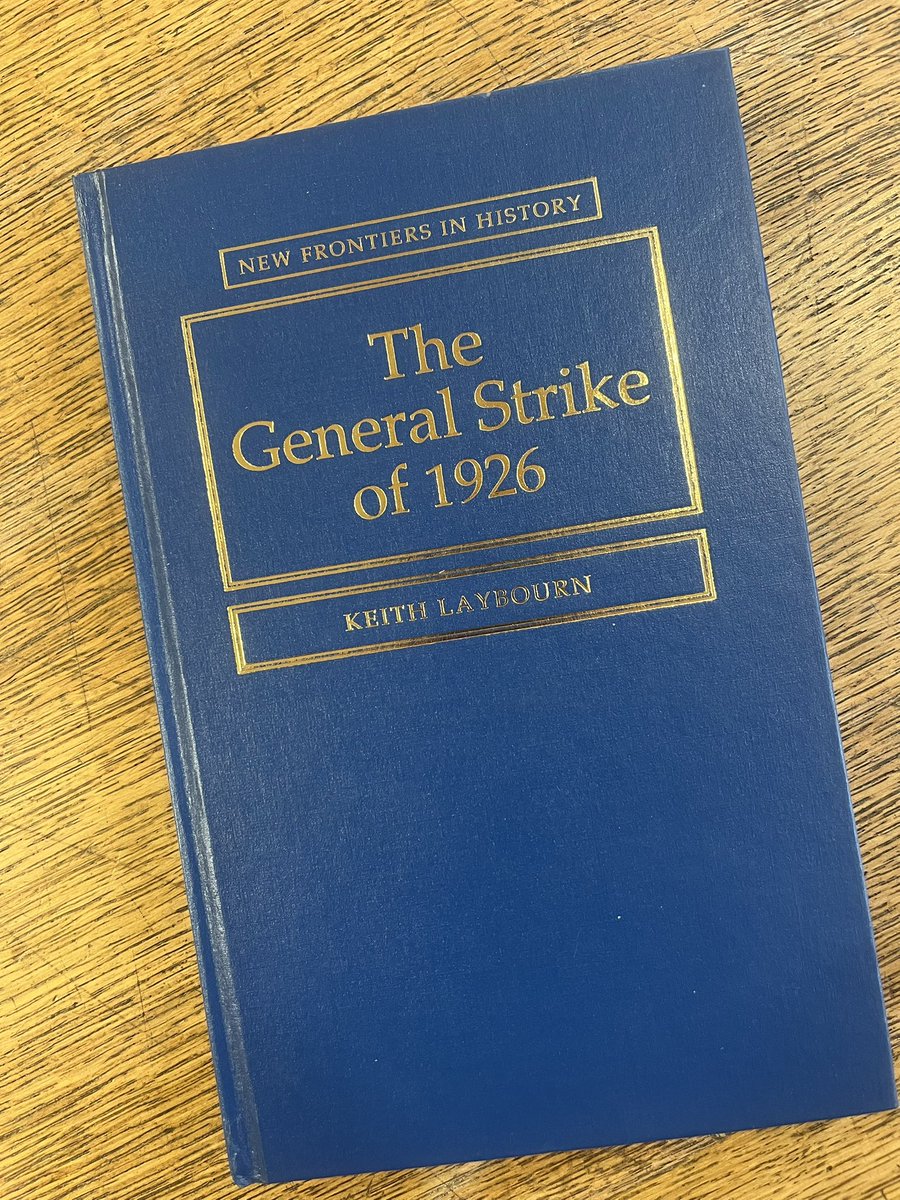 NEW FRONTIERS IN HISTORY
The
General Strike
of 1926
KEITH LAYBOURN